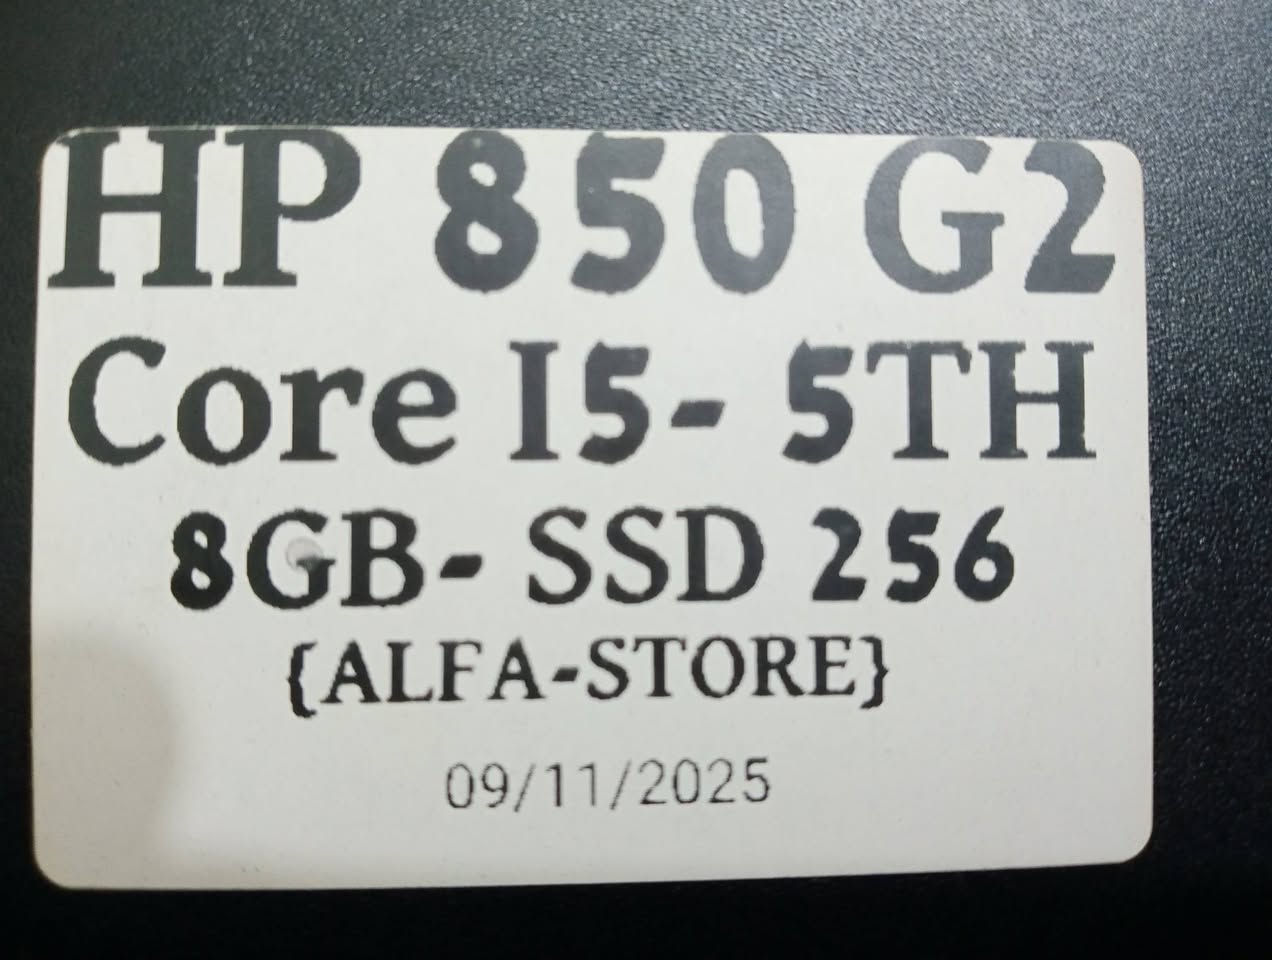 HP 850 G2
Core I5- 5TH
8GB- SSD 256
{ALFA-STORE}
09/11/2025